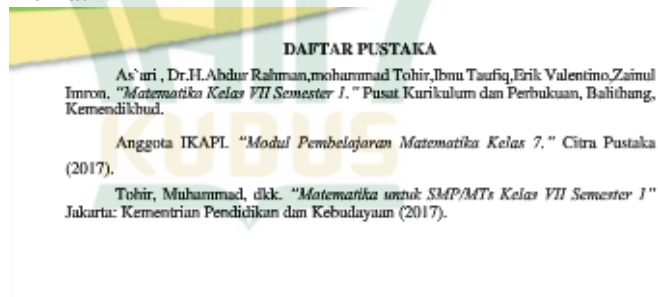 DAFTAR PUSTAKA
As`ari , Dr.H.Abdur Rahman,mohammad Tohir,Ibnu Taufiq,Erik Valentino,Zainul
Imron. “Matematika Kelas VII Semester 1.” Pusat Kurikulum dan Perbukuan, Balitbang,
Kemendikbud.
Anggota IKAPI. “Modul Pembelajaran Matematika Kelas 7.” Citra Pustaka
(2017).
Tohir, Muhammad, dkk. “Matematika untuk SMP/MTs Kelas VII Semester 1”
Jakarta: Kementrian Pendidikan dan Kebudayaan (2017).
KUDUS